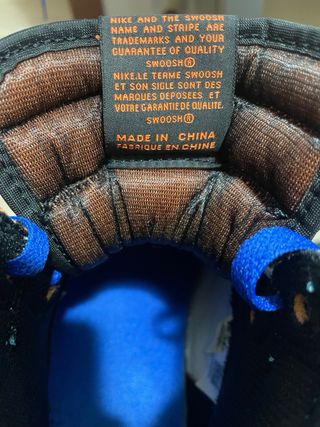 NIKE AND THE SWOOSH
NAME AND STRIPE ARE
TRADEMARKS AND YOUR
GUARANTEE OF QUALITY
SWOOSH®
NIKE.LE TERME SWOOSH
ET SON SIGLE SONT DES
MARQUES DEPOSEES ET
VOTRE GARANTIE DE QUALITE.
SWOOSH®
MADE IN CHINA
FABRIQUE EN CHINE